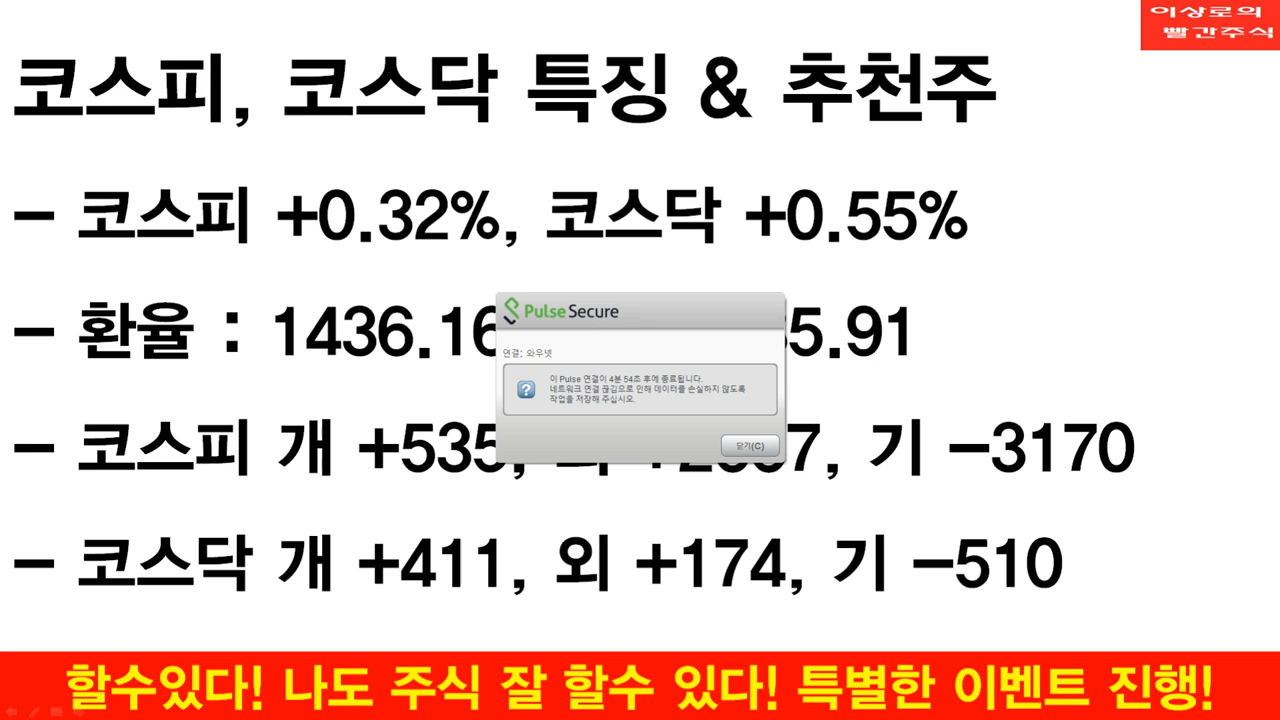 이상로의
빨간주식
코스피, 코스닥 특징 & 추천주
- 코스피 +0.32%, 코스닥 +0.55%
- 환율 : 1436.16 5.91
Pulse Secure
연결: 와우넷
이 Pulse 연결이 4분 54초 후에 종료됩니다.
네트워크 연결 끊김으로 인해 데이터를 손실하지 않도록
작업을 저장해 주십시오.
닫기(C)
- 코스피 개 +535, 7, 기 -3170
- 코스닥 개 +411, 외 +174, 기 -510
할수있다! 나도 주식 잘 할수 있다! 특별한 이벤트 진행!